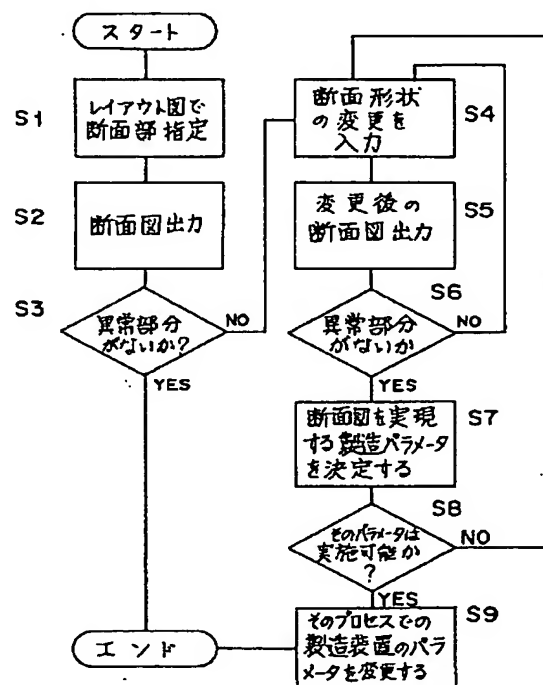 スタート
S1
レイアウト図で
断面部指定
S2
断面図出力
S3
異常部分
がないか?
NO
YES
エンド
断面形状
の変更を
入力
S4
変更後の
断面図出力
S5
S6
異常部分
がないか
NO
YES
断面図を実現
する製造パラメータ
を決定する
S7
S8
そのパラメータは
実施可能か
?
NO
YES
そのプロセスでの
製造装置のパラ
メータを変更する
S9